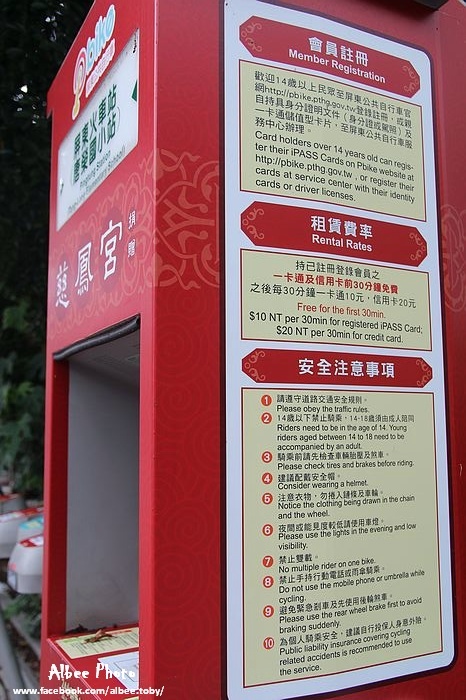 Pbike
屏東火車站
唐榮國小站
Pingtung Station
(Tang Rong Elementary School)
慈鳳宮
捐贈
會員註冊
Member Registration
歡迎14歲以上民眾至屏東公共自行車官
網http://pbike.pthg.gov.tw登錄註冊，或親
自持具身分證明文件（身分證或駕照）及
一卡通儲值型卡片，至屏東公共自行車服
務中心辦理。
Card holders over 14 years old can regis-
ter their iPASS Cards on Pbike website at
http://pbike.pthg.gov.tw , or register their
cards at service center with their identity
cards or driver licenses.
租賃費率
Rental Rates
持已註冊登錄會員之
一卡通及信用卡前30分鐘免費
之後每30分鐘一卡通10元，信用卡20元
Free for the first 30min.
$10 NT per 30min for registered iPASS Card;
$20 NT per 30min for credit card.
安全注意事項
1 請遵守道路交通安全規則。
Please obey the traffic rules.
2 14歲以下禁止騎乘，14-18歲須由成人陪同
Riders need to be in the age of 14. Young
riders aged between 14 to 18 need to be
accompanied by an adult.
3 騎乘前請先檢查車輪胎壓及煞車。
Please check tires and brakes before riding.
4 建議配戴安全帽。
Consider wearing a helmet.
5 注意衣物，勿捲入鏈條及車輪。
Notice the clothing being drawn in the chain
and the wheel.
6 夜間或能見度較低請使用車燈。
Please use the lights in the evening and low
visibility.
7 禁止雙載。
No multiple rider on one bike.
8 禁止手持行動電話或雨傘騎乘。
Do not use the mobile phone or umbrella while
cycling.
9 避免緊急剎車及先使用後輪煞車。
Please use the rear wheel brake first to avoid
braking suddenly.
10 為個人騎乘安全，建議自行投保人身意外險。
Public liability insurance covering cycling
related accidents is recommended to use
the service.
Albee Photo
www.facebook.com/albee.toby/